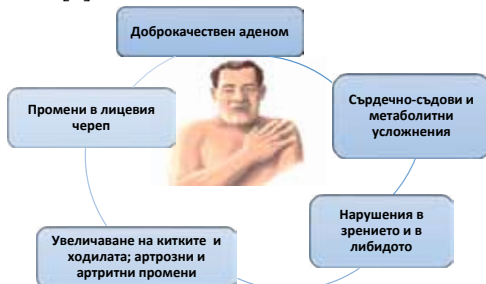 Доброкачествен аденом
Промени в лицевия
череп
Сърдечно-съдови и
метаболитни
усложнения
Нарушения в
зрението и в
либидото
Увеличаване на китките и
ходилата; артрозни и
артритни промени